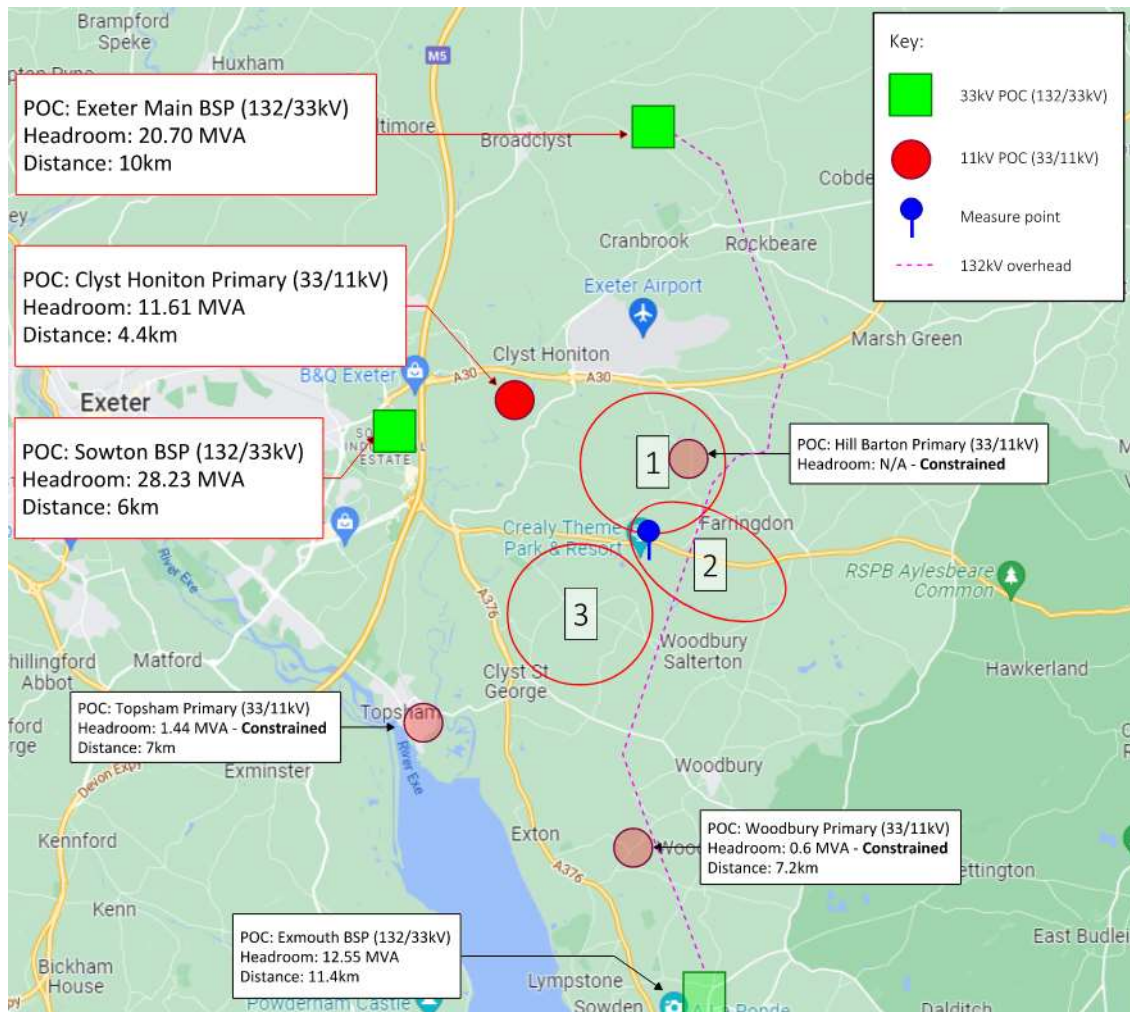 Brampford
Speke
Huxham
M5
Key:
33kV POC (132/33kV)
11kV POC (33/11kV)
Measure point
132kV overhead
POC: Exeter Main BSP (132/33kV)
Headroom: 20.70 MVA
Distance: 10km
Broadclyst
Cranbrook
Rockbeare
Exeter Airport
POC: Clyst Honiton Primary (33/11kV)
Headroom: 11.61 MVA
Distance: 4.4km
Marsh Green
Clyst Honiton
B&Q Exeter
A30
A30
Exeter
POC: Sowton BSP (132/33kV)
Headroom: 28.23 MVA
Distance: 6km
ESTATE
1
POC: Hill Barton Primary (33/11kV)
Headroom: N/A - Constrained
Crealy Theme
Park & Resort
Farringdon
2
RSPB Aylesbeare
Common
River Exe
A376
3
Woodbury
Salterton
Matford
Clyst St
George
Hawkerland
POC: Topsham Primary (33/11kV)
Headroom: 1.44 MVA - Constrained
Distance: 7km
Topsham
River Exe
Exminster
Devon Expy
Woodbury
Kennford
Exton
A376
POC: Woodbury Primary (33/11kV)
Headroom: 0.6 MVA - Constrained
Distance: 7.2km
Kenn
POC: Exmouth BSP (132/33kV)
Headroom: 12.55 MVA
Distance: 11.4km
East Budlei
Bickham
House
Lympstone
Sowden
Powderham Castle
Dalditch